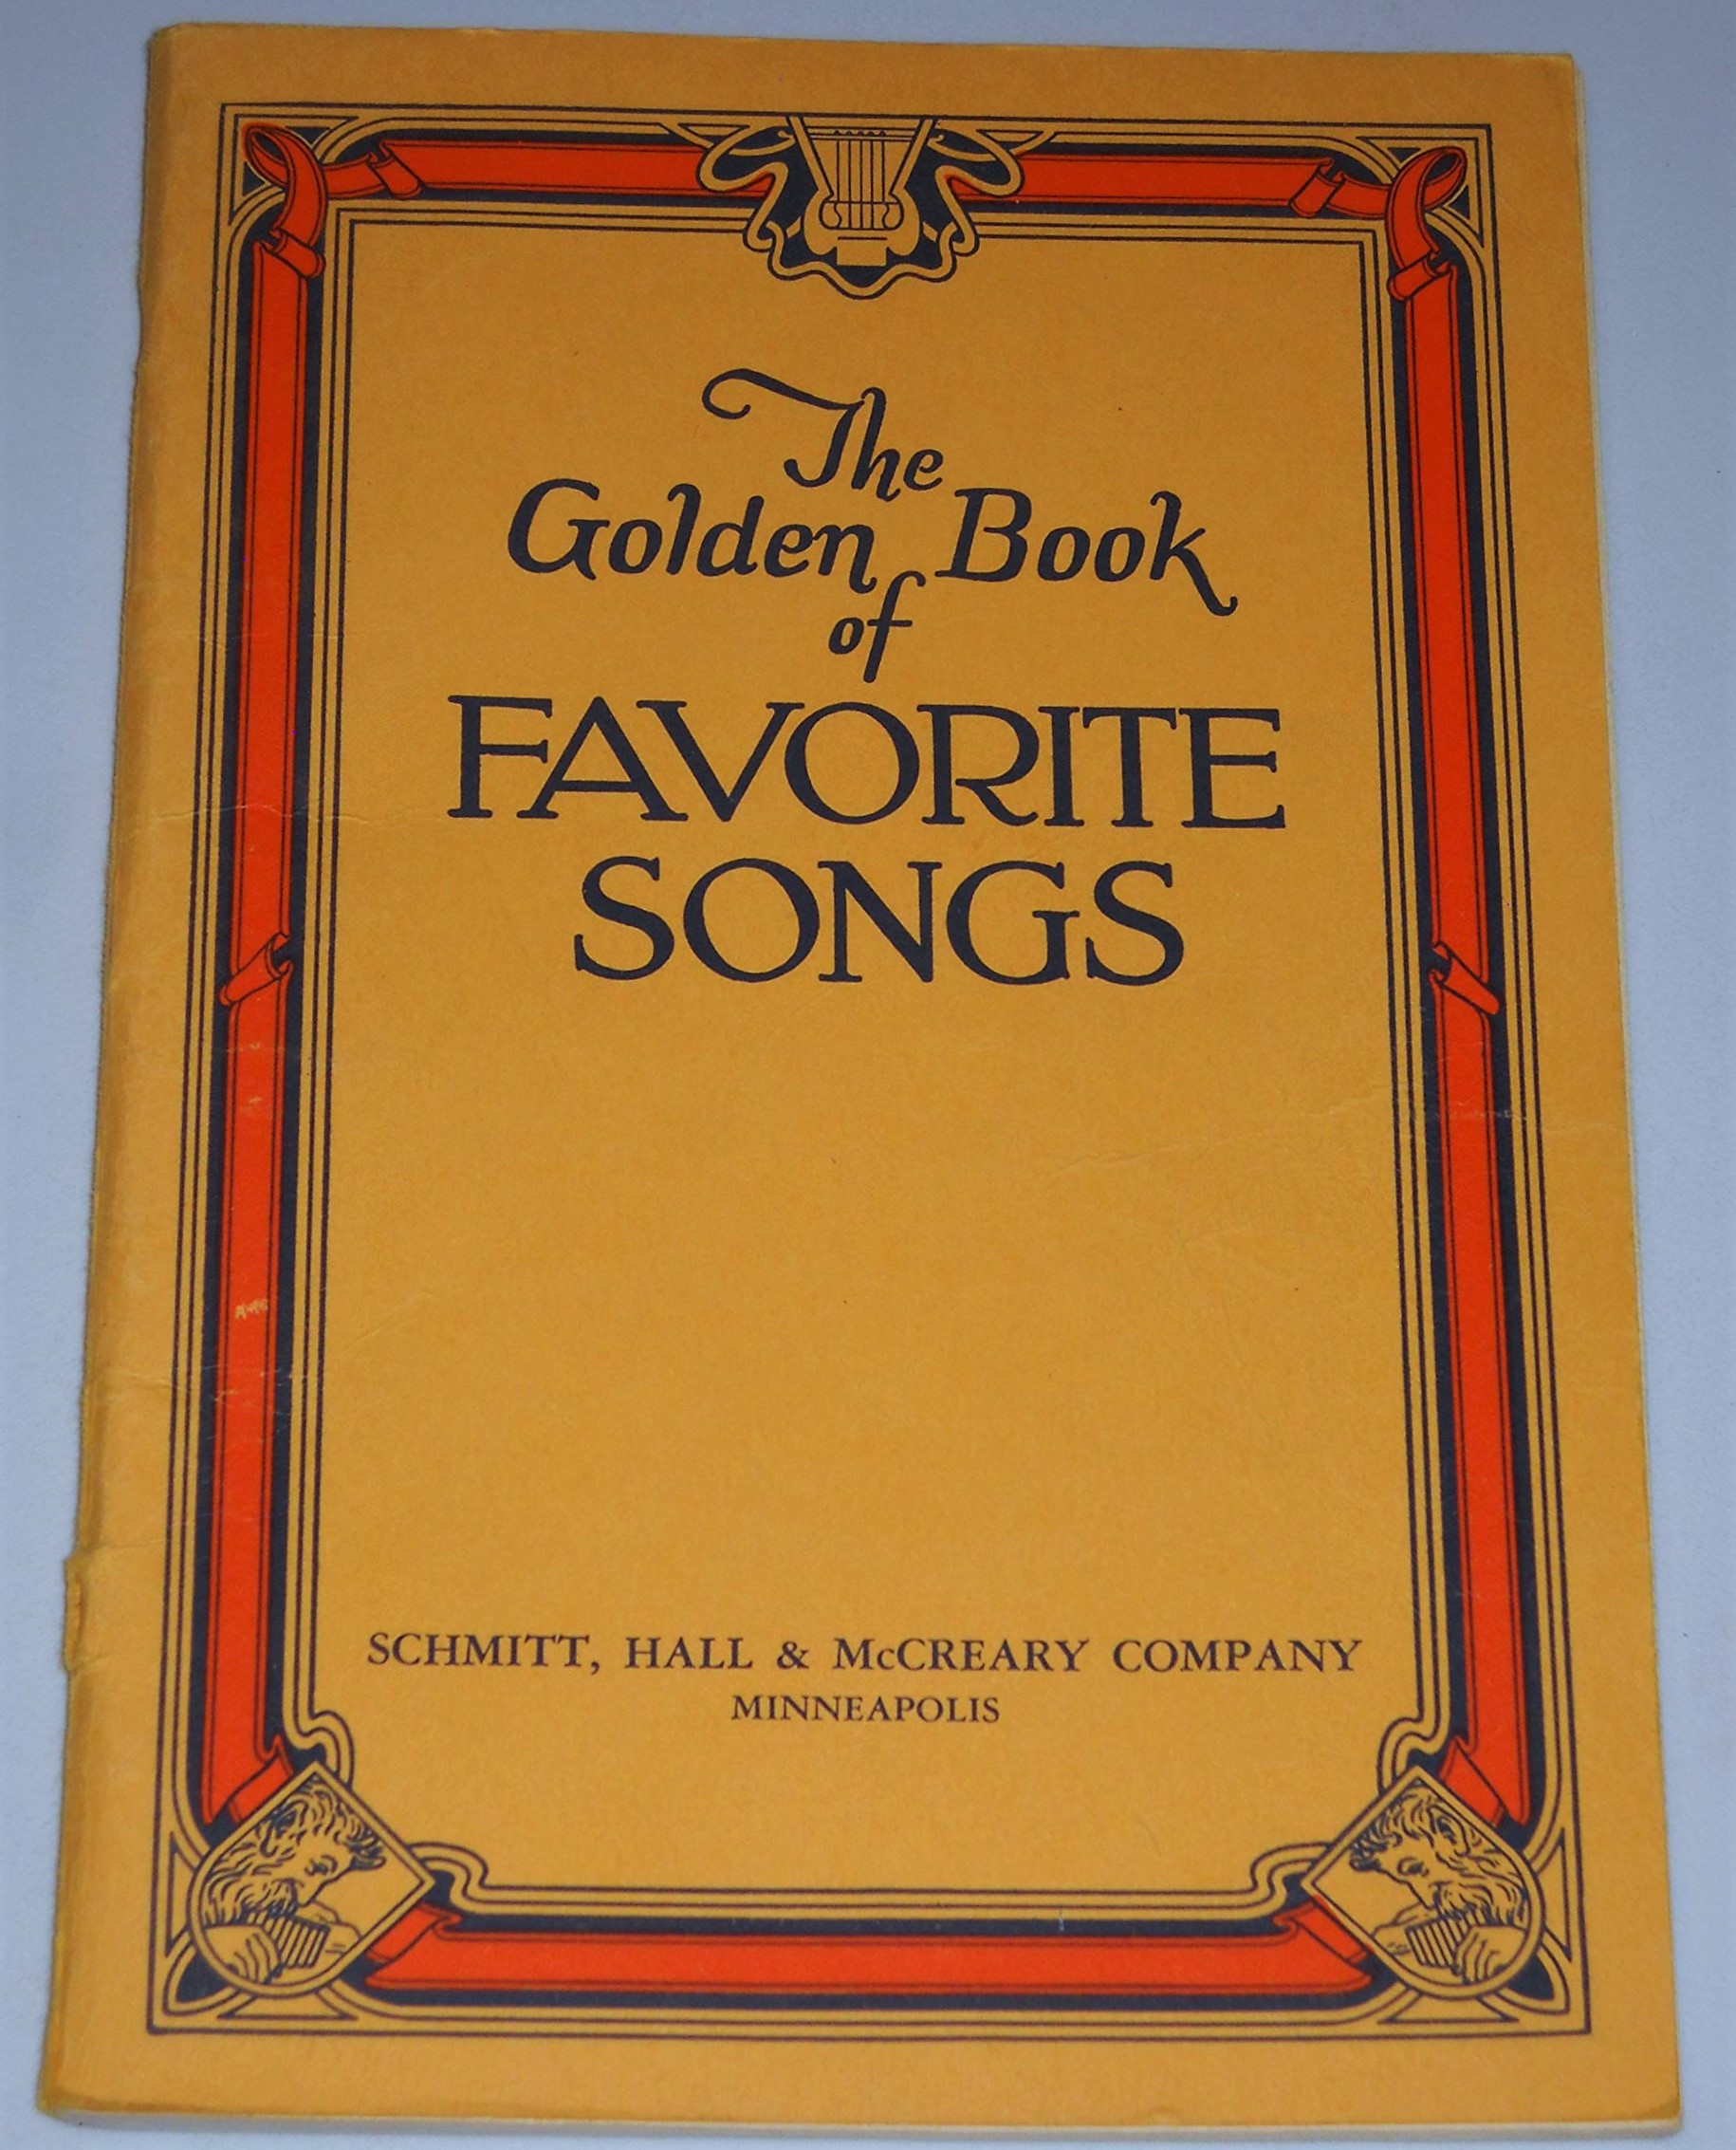 The
Golden Book
of
FAVORITE
SONGS
SCHMITT, HALL & McCREARY COMPANY
MINNEAPOLIS